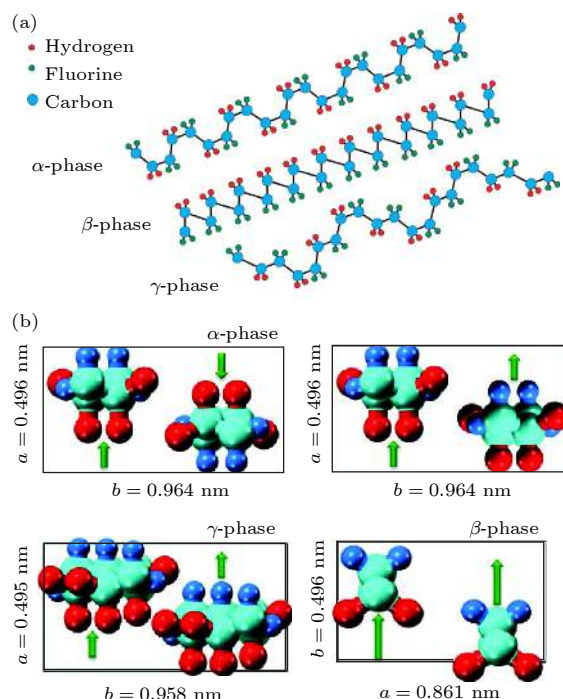 (a)
Hydrogen
Fluorine
Carbon
α-phase
β-phase
γ-phase
(b)
α-phase
a = 0.496 nm
b = 0.964 nm
a = 0.496 nm
b = 0.964 nm
γ-phase
a = 0.495 nm
b = 0.958 nm
β-phase
b = 0.496 nm
a = 0.861 nm